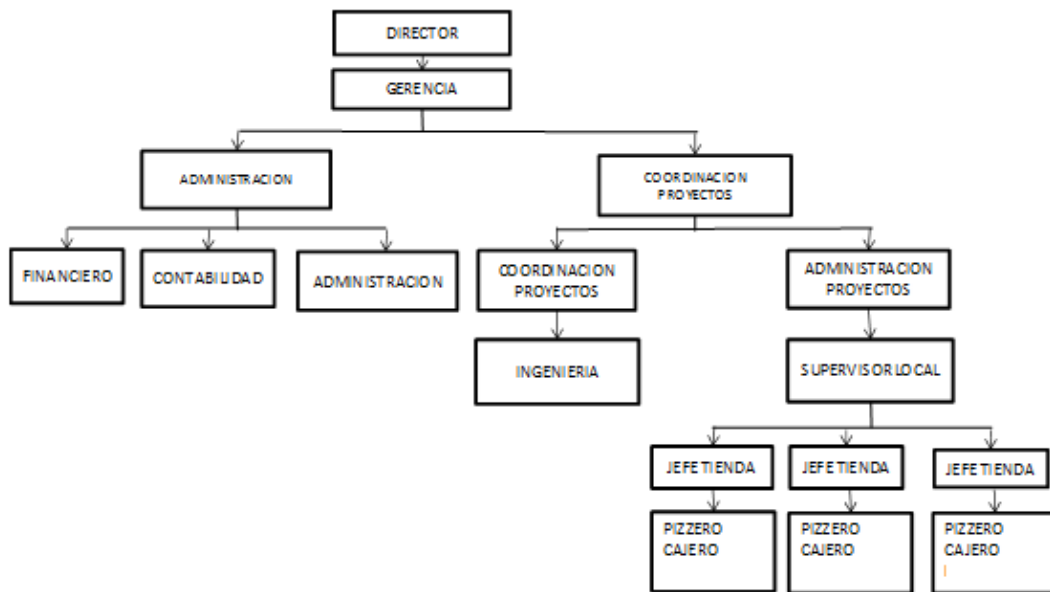 DIRECTOR
GERENCIA
ADMINISTRACION
COORDINACION
PROYECTOS
FINANCIERO
CONTABILIDAD
ADMINISTRACION
COORDINACION
PROYECTOS
ADMINISTRACION
PROYECTOS
INGENIERIA
SUPERVISOR LOCAL
JEFE TIENDA
JEFE TIENDA
JEFE TIENDA
PIZZERO
CAJERO
PIZZERO
CAJERO
PIZZERO
CAJERO